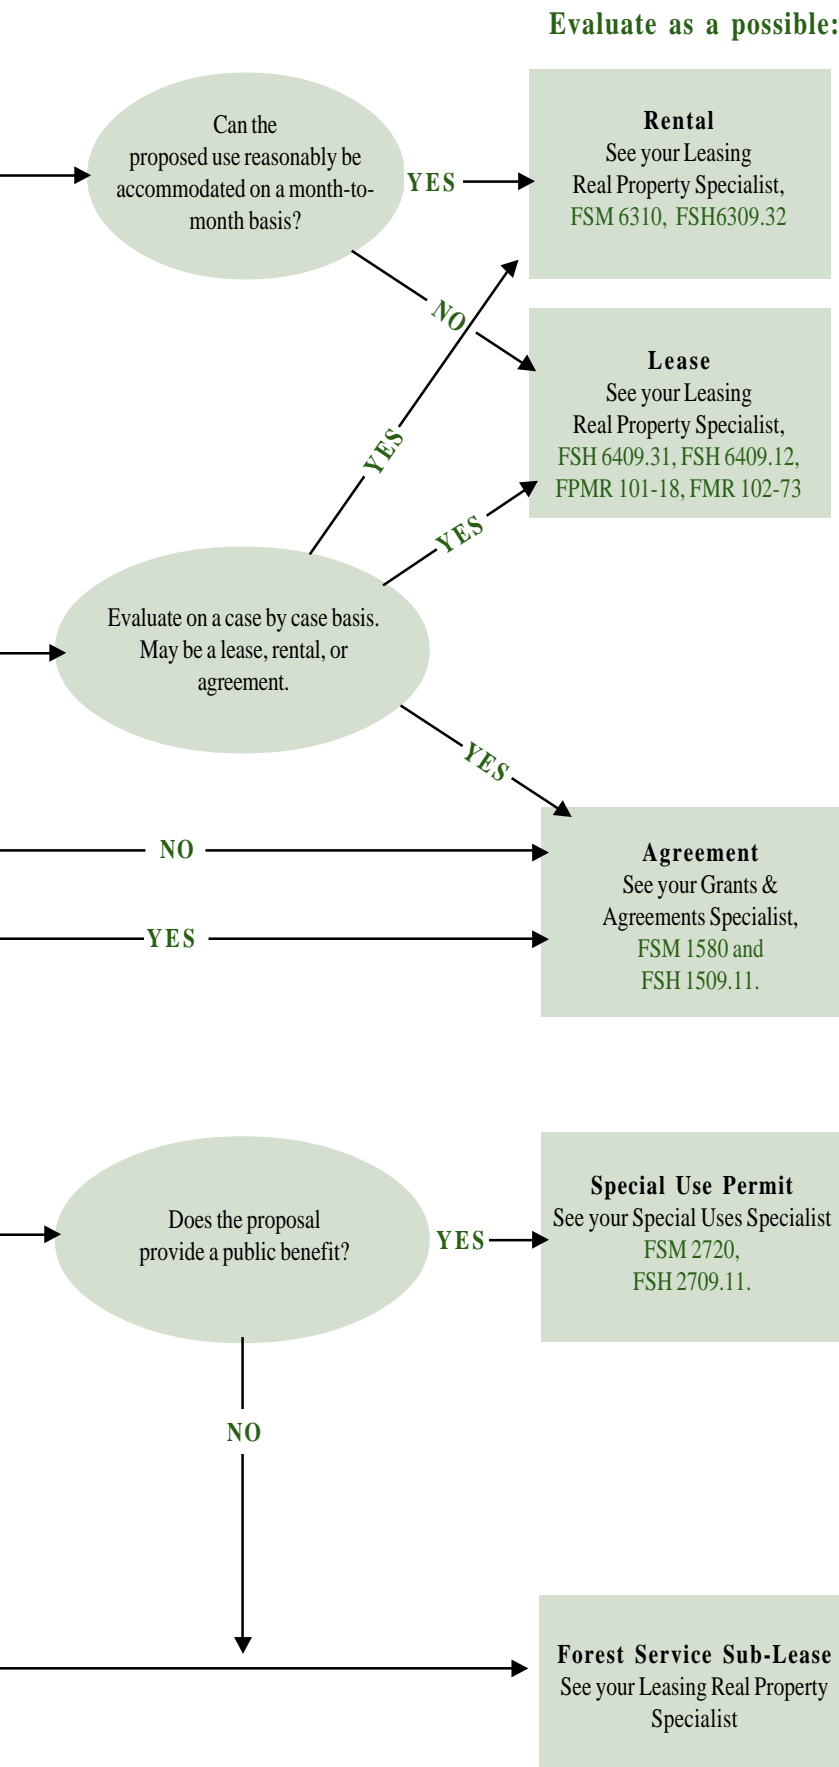 Evaluate as a possible:
Can the
proposed use reasonably be
accommodated on a month-to-
month basis?
YES
Rental
See your Leasing
Real Property Specialist,
FSM 6310, FSH6309.32
NO
Lease
See your Leasing
Real Property Specialist,
FSH 6409.31, FSH 6409.12,
FPMR 101-18, FMR 102-73
YES
YES
Evaluate on a case by case basis.
May be a lease, rental, or
agreement.
YES
NO
YES
Agreement
See your Grants &
Agreements Specialist,
FSM 1580 and
FSH 1509.11.
Does the proposal
provide a public benefit?
YES
Special Use Permit
See your Special Uses Specialist
FSM 2720,
FSH 2709.11.
NO
Forest Service Sub-Lease
See your Leasing Real Property
Specialist